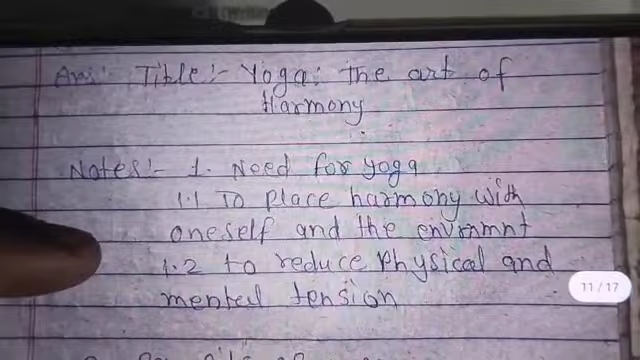 Ans:- Title:- Yoga: The art of
Harmony
Notes:- 1. Need for yoga
1.1 To place harmony with
oneself and the envirnmnt
1.2 to reduce physical and
mental tension
11/17